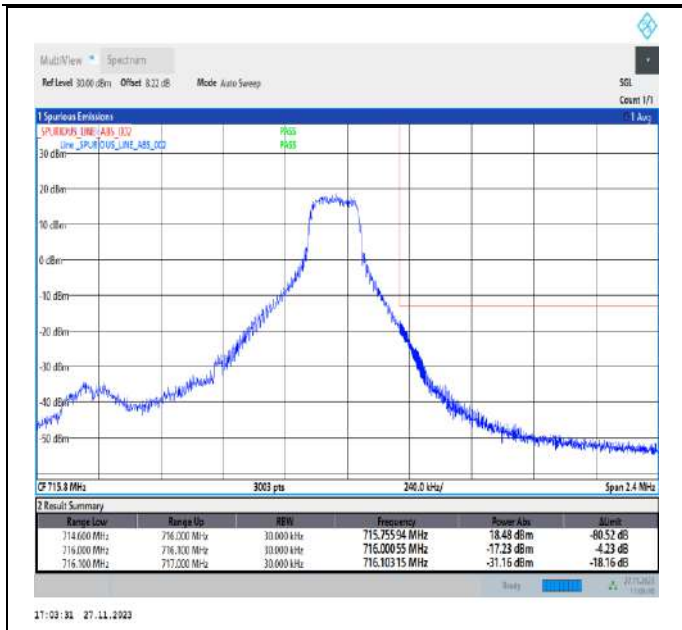 MultiView Spectrum
Ref Level 30.00 dBm Offset 8.22 dB Mode Auto Sweep SGL
Count 1/1
1 Spurious Emissions 1 Avg
_SPURIOUS_LINE_ABS_002 PASS
Line _SPURIOUS_LINE_ABS_002 PASS
30 dBm
20 dBm
10 dBm
0 dBm
-10 dBm
-20 dBm
-30 dBm
-40 dBm
-50 dBm
CF 715.8 MHz 3003 pts 240.0 kHz/ Span 2.4 MHz
2 Result Summary
Range Low Range Up RBW Frequency Power Abs ΔLimit
714.600 MHz 716.000 MHz 30.000 kHz 715.75594 MHz 18.48 dBm -80.52 dB
716.000 MHz 716.100 MHz 30.000 kHz 716.00055 MHz -17.23 dBm -4.23 dB
716.100 MHz 717.000 MHz 30.000 kHz 716.10315 MHz -31.16 dBm -18.16 dB
Ready 27.11.2023
17:03:31 27.11.2023